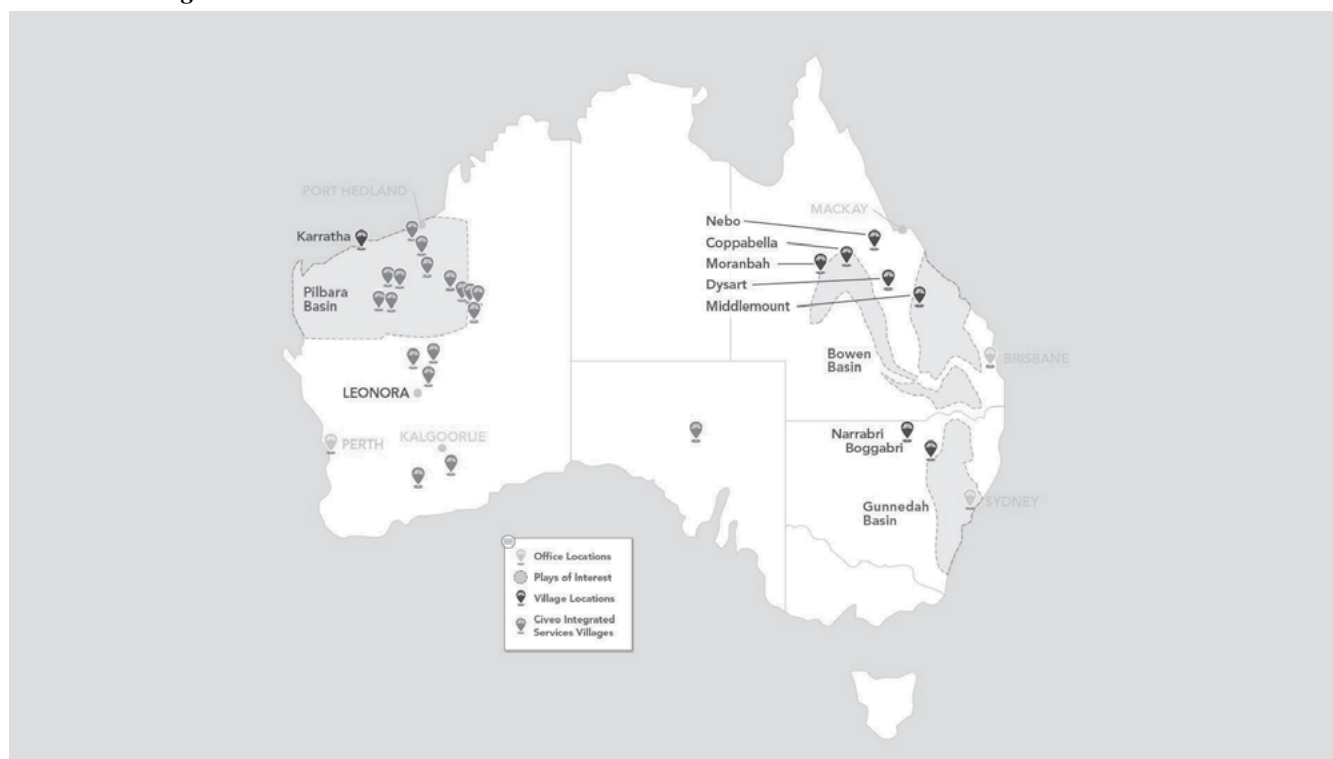 PORT HEDLAND
Karratha
Pilbara
Basin
LEONORA
PERTH
KALGOORLIE
MACKAY
Nebo
Coppabella
Moranbah
Dysart
Middlemount
Bowen
Basin
BRISBANE
Narrabri
Boggabri
Gunnedah
Basin
SYDNEY
Office Locations
Plays of Interest
Village Locations
Civeo Integrated
Services Villages